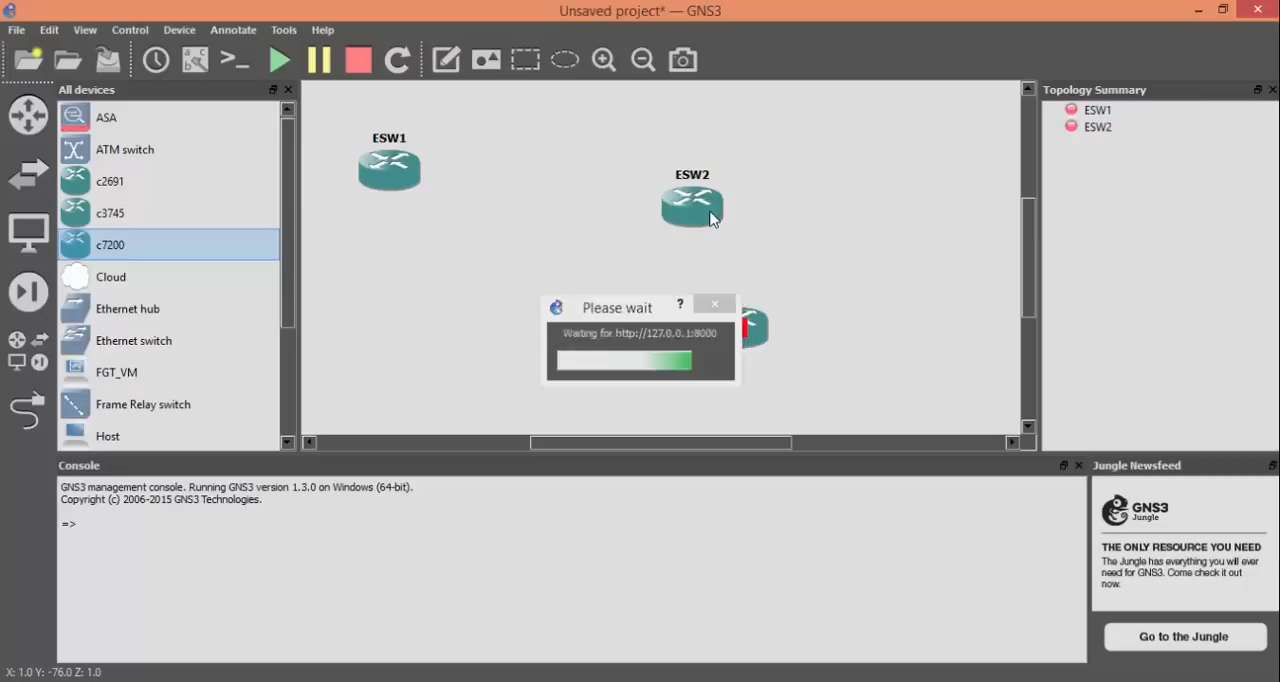 Unsaved project* — GNS3
File Edit View Control Device Annotate Tools Help
All devices
ASA
ATM switch
c2691
c3745
c7200
Cloud
Ethernet hub
Ethernet switch
FGT_VM
Frame Relay switch
Host
ESW1
ESW2
Please wait ?
Waiting for http://127.0.0.1:8000
Topology Summary
ESW1
ESW2
Console
GNS3 management console. Running GNS3 version 1.3.0 on Windows (64-bit).
Copyright (c) 2006-2015 GNS3 Technologies.
=>
Jungle Newsfeed
GNS3
Jungle
THE ONLY RESOURCE YOU NEED
The Jungle has everything you will ever
need for GNS3. Come check it out
now.
Go to the Jungle
X: 1.0 Y: -76.0 Z: 1.0